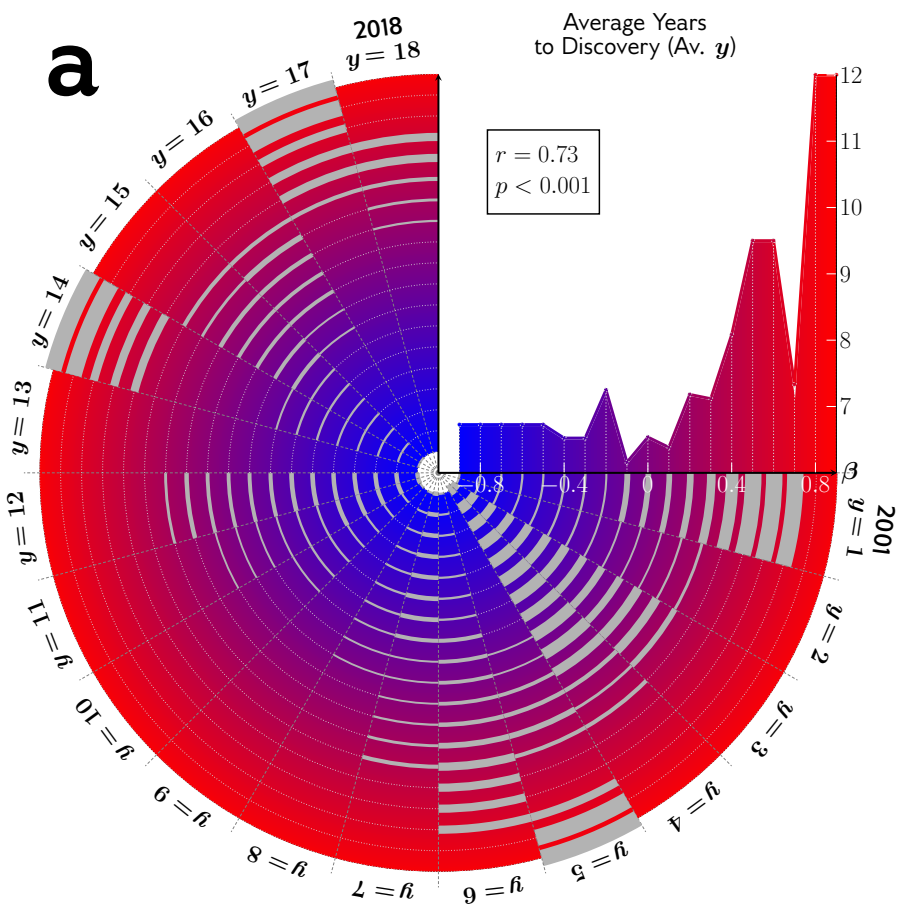 a
2018
y = 18
y = 17
y = 16
y = 15
y = 14
y = 13
y = 12
y = 11
y = 10
y = 9
y = 8
y = 7
y = 6
y = 5
y = 4
y = 3
y = 2
y = 1
2001
Average Years
to Discovery (Av. y)
r = 0.73
p < 0.001
12
11
10
9
8
7
β
−0.8
−0.4
0
0.4
0.8